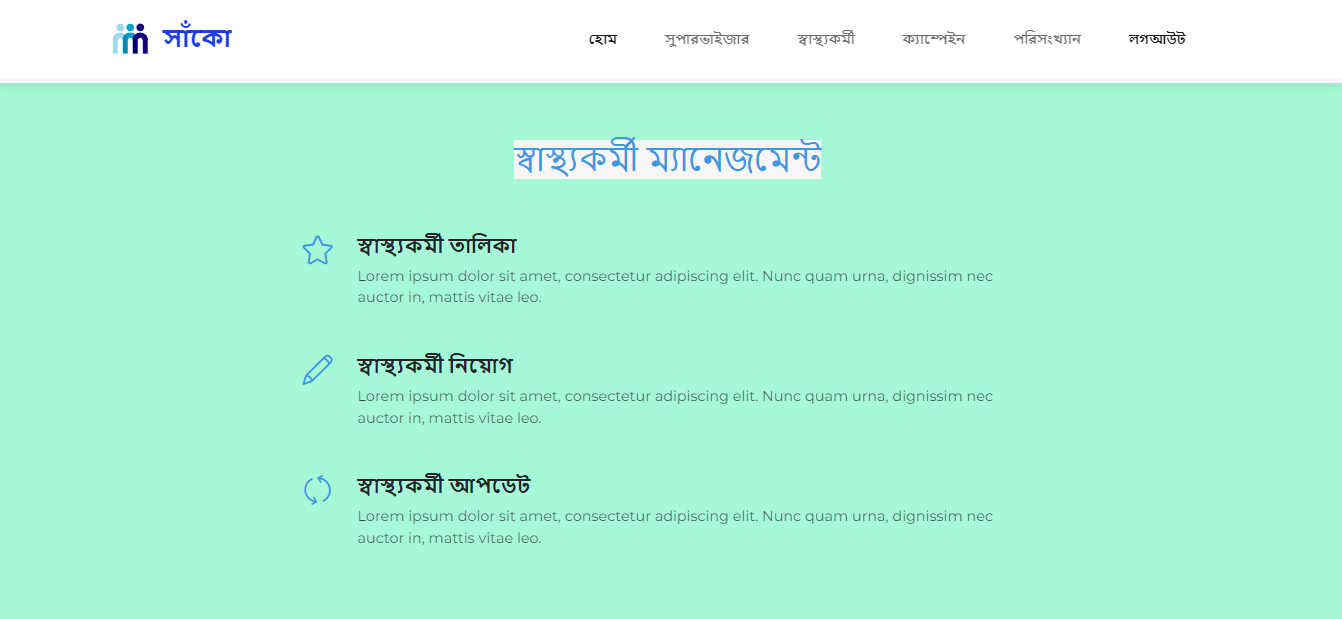 সাঁকো
হোম সুপারভাইজার স্বাস্থ্যকর্মী ক্যাম্পেইন পরিসংখ্যান লগআউট
স্বাস্থ্যকর্মী ম্যানেজমেন্ট
স্বাস্থ্যকর্মী তালিকা
Lorem ipsum dolor sit amet, consectetur adipiscing elit. Nunc quam urna, dignissim nec
auctor in, mattis vitae leo.
স্বাস্থ্যকর্মী নিয়োগ
Lorem ipsum dolor sit amet, consectetur adipiscing elit. Nunc quam urna, dignissim nec
auctor in, mattis vitae leo.
স্বাস্থ্যকর্মী আপডেট
Lorem ipsum dolor sit amet, consectetur adipiscing elit. Nunc quam urna, dignissim nec
auctor in, mattis vitae leo.